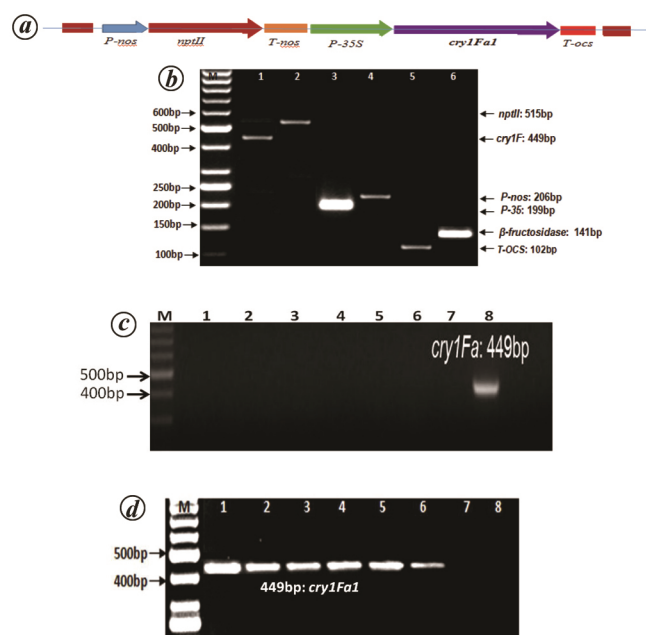 a
P-nos nptII T-nos P-35S cry1Fa1 T-ocs
b
M 1 2 3 4 5 6
600bp
500bp
400bp
250bp
200bp
150bp
100bp
nptII: 515bp
cry1F: 449bp
P-nos: 206bp
P-35: 199bp
β-fructosidase: 141bp
T-OCS: 102bp
c
M 1 2 3 4 5 6 7 8
cry1Fa: 449bp
500bp
400bp
d
M 1 2 3 4 5 6 7 8
500bp
400bp
449bp: cry1Fa1